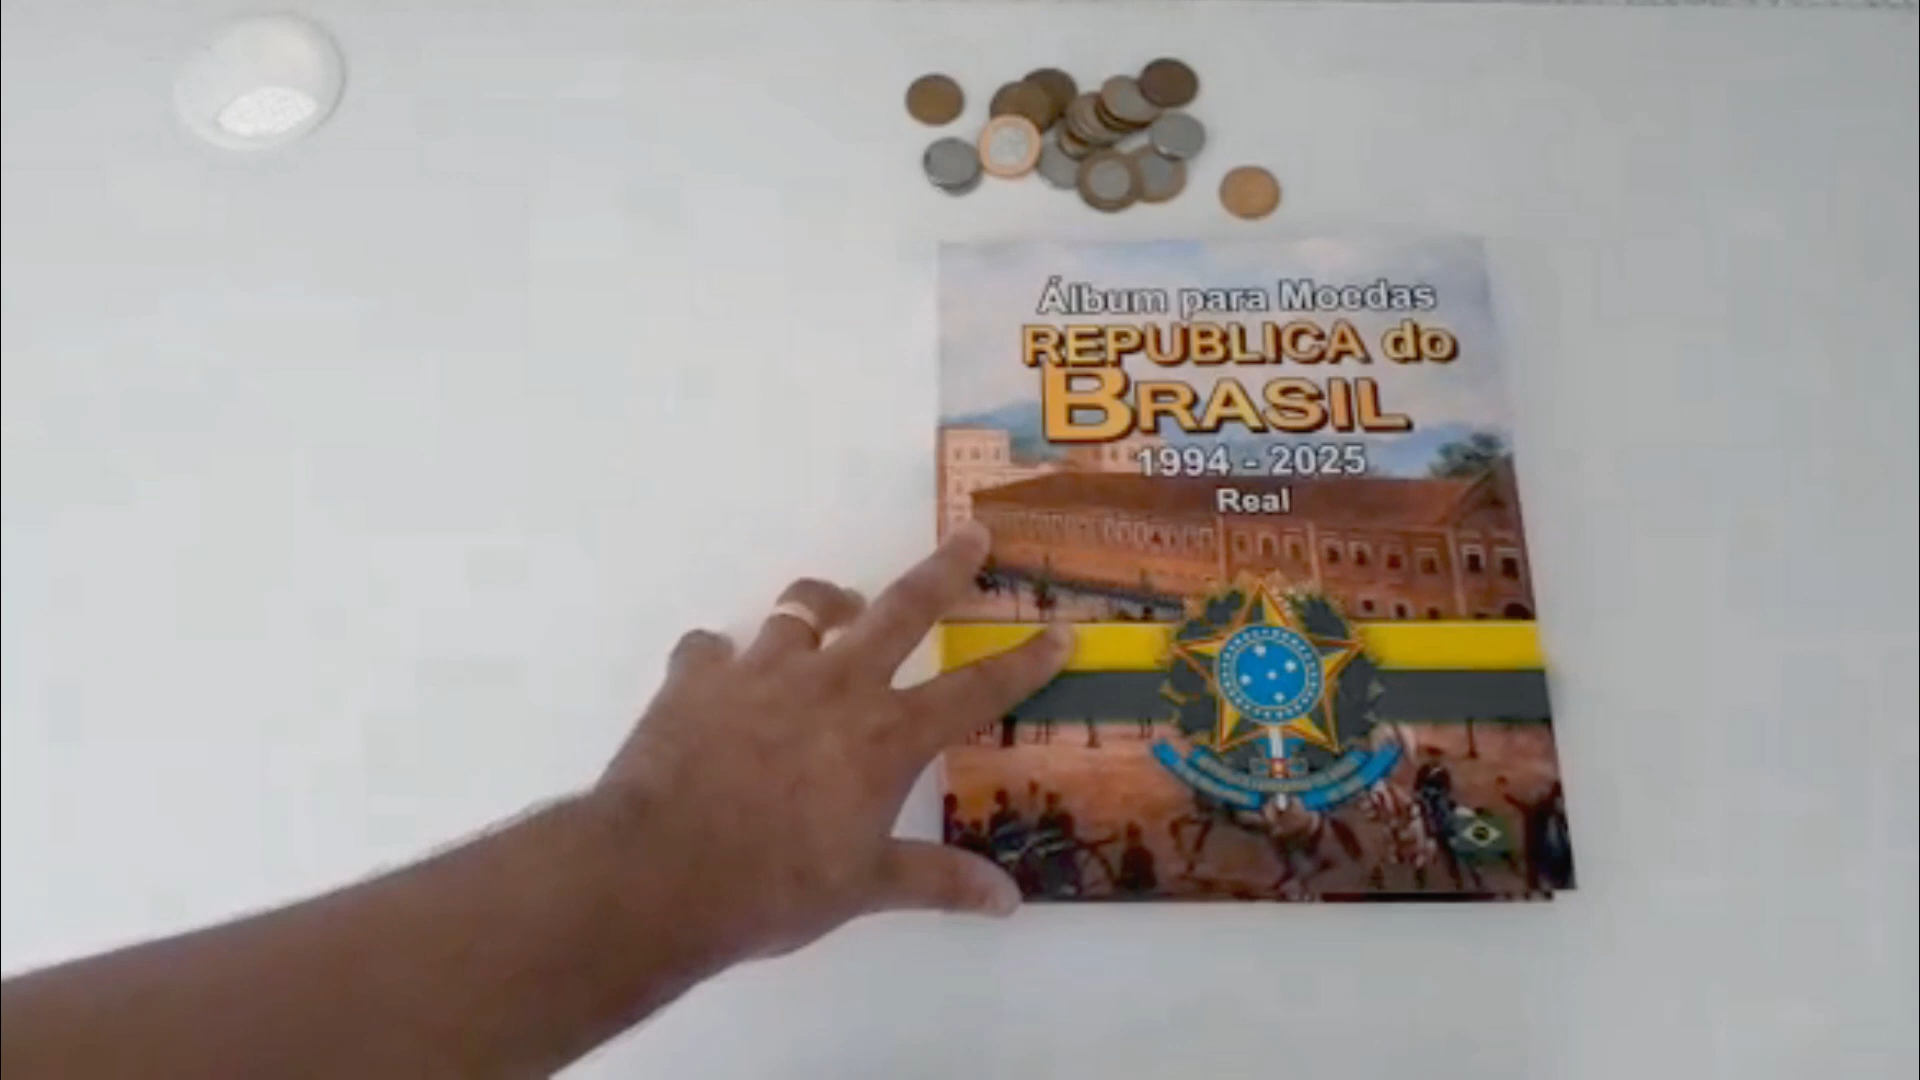 Álbum para Moedas
REPUBLICA do
BRASIL
1994 - 2025
Real